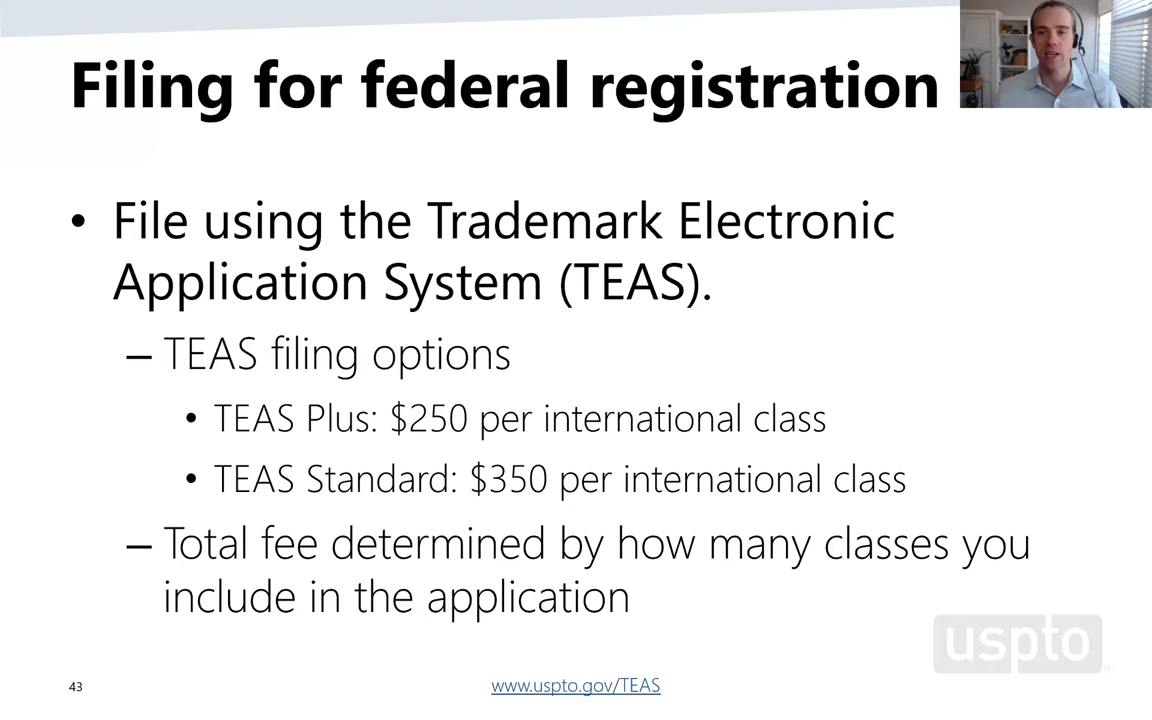 Filing for federal registration
• File using the Trademark Electronic
Application System (TEAS).
– TEAS filing options
• TEAS Plus: $250 per international class
• TEAS Standard: $350 per international class
– Total fee determined by how many classes you
include in the application
uspto
43
www.uspto.gov/TEAS